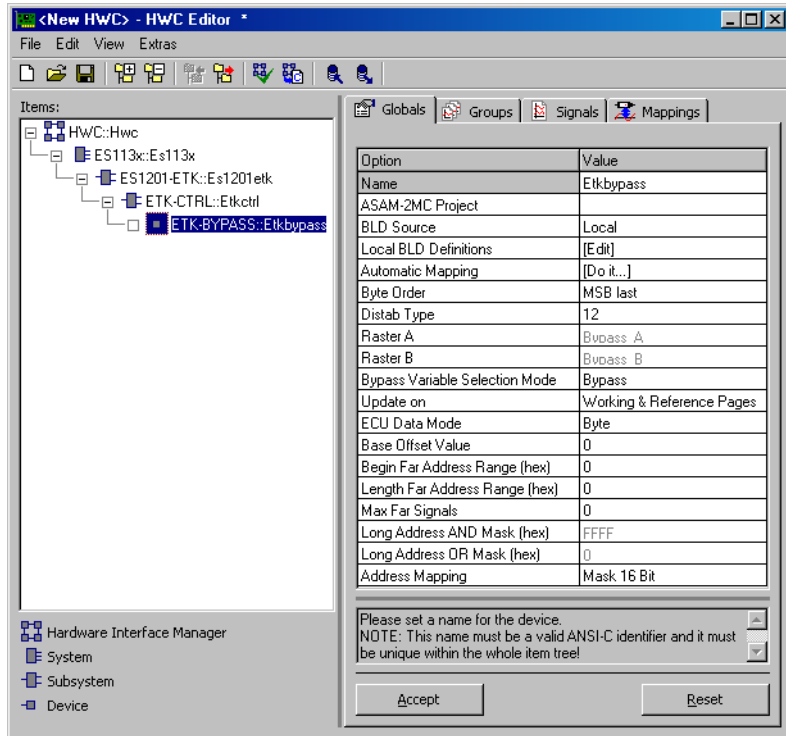 <New HWC> - HWC Editor *
File Edit View Extras
Items:
HWC::Hwc
ES113x::Es113x
ES1201-ETK::Es1201etk
ETK-CTRL::Etkctrl
ETK-BYPASS::Etkbypass
Hardware Interface Manager
System
Subsystem
Device
Globals Groups Signals Mappings
Option Value
Name Etkbypass
ASAM-2MC Project
BLD Source Local
Local BLD Definitions [Edit]
Automatic Mapping [Do it...]
Byte Order MSB last
Distab Type 12
Raster A Bypass_A
Raster B Bypass_B
Bypass Variable Selection Mode Bypass
Update on Working & Reference Pages
ECU Data Mode Byte
Base Offset Value 0
Begin Far Address Range (hex) 0
Length Far Address Range (hex) 0
Max Far Signals 0
Long Address AND Mask (hex) FFFF
Long Address OR Mask (hex) 0
Address Mapping Mask 16 Bit
Please set a name for the device.
NOTE: This name must be a valid ANSI-C identifier and it must
be unique within the whole item tree!
Accept Reset